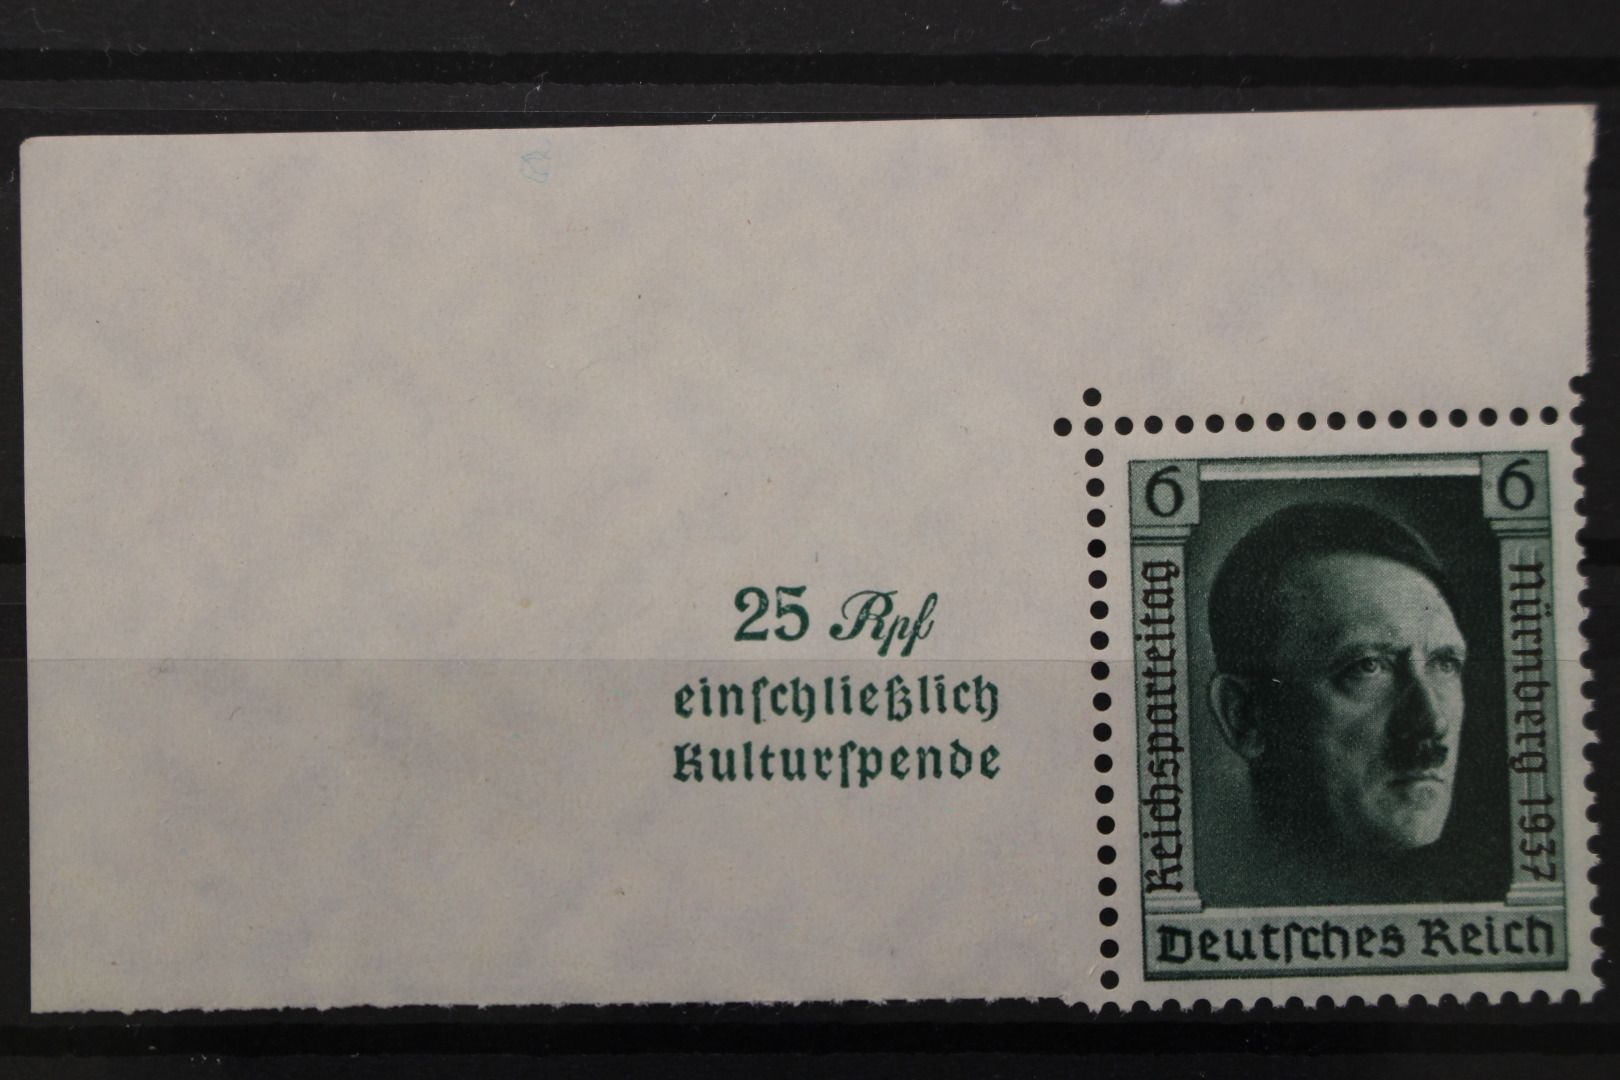 25 Rpf
einſchließlich
Kulturſpende
6 6
Reichsparteitag
Nürnberg 1937
Deutſches Reich